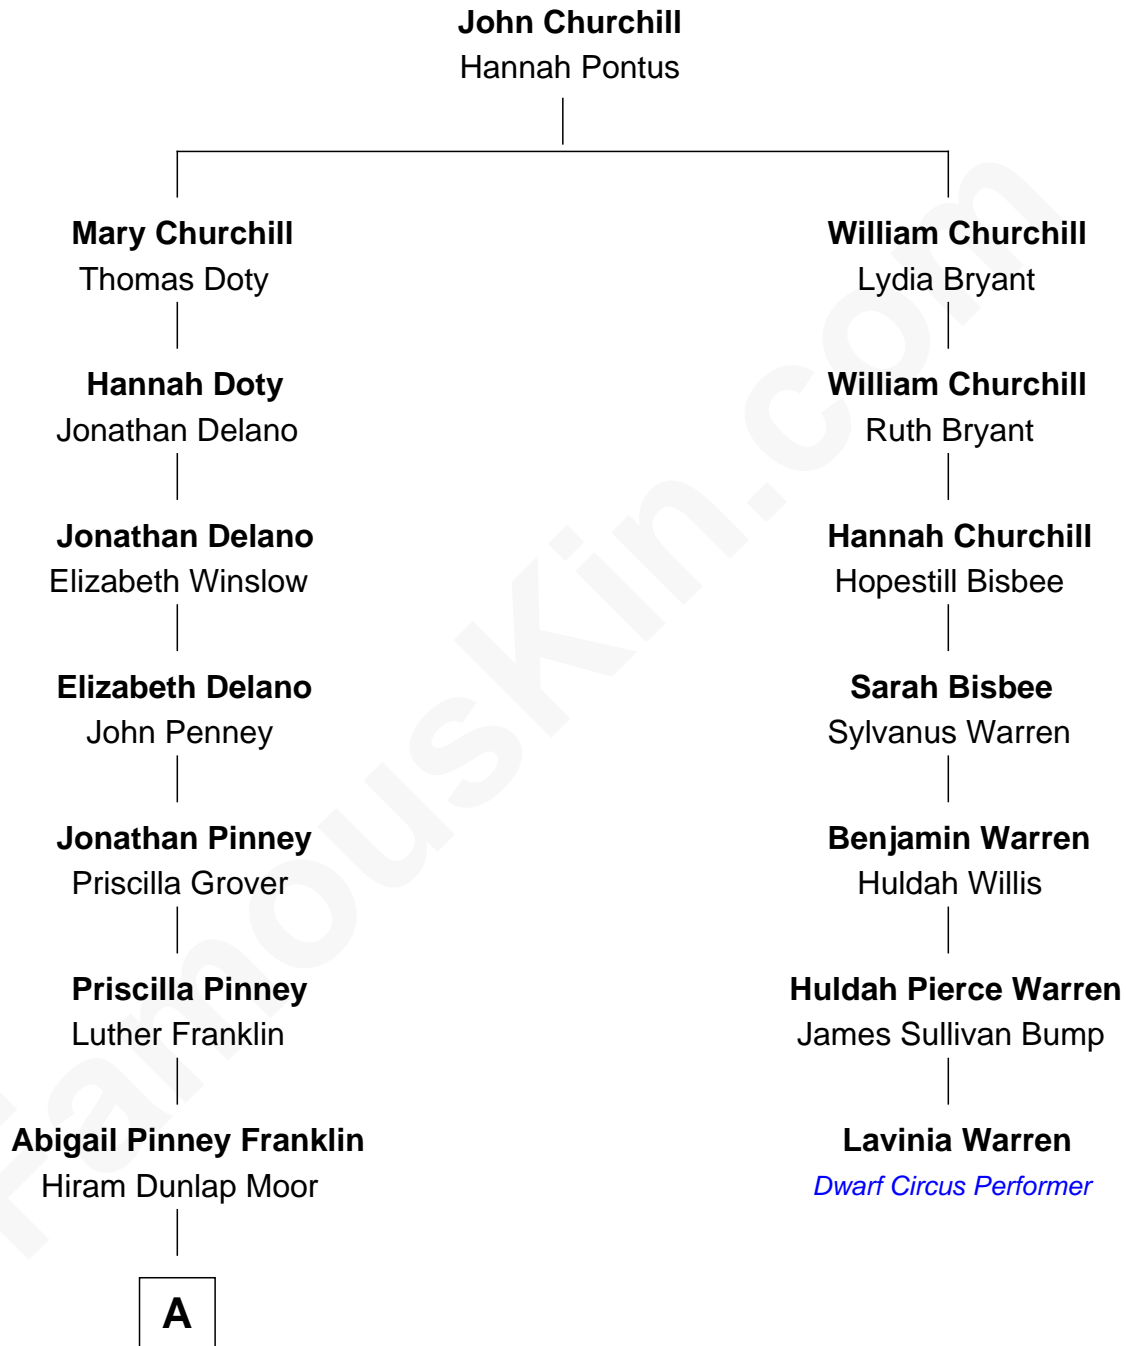 John Churchill
Hannah Pontus
Mary Churchill
Thomas Doty
Hannah Doty
Jonathan Delano
Jonathan Delano
Elizabeth Winslow
Elizabeth Delano
John Penney
Jonathan Pinney
Priscilla Grover
Priscilla Pinney
Luther Franklin
Abigail Pinney Franklin
Hiram Dunlap Moor
A
William Churchill
Lydia Bryant
William Churchill
Ruth Bryant
Hannah Churchill
Hopestill Bisbee
Sarah Bisbee
Sylvanus Warren
Benjamin Warren
Huldah Willis
Huldah Pierce Warren
James Sullivan Bump
Lavinia Warren
Dwarf Circus Performer
FamousKin.com